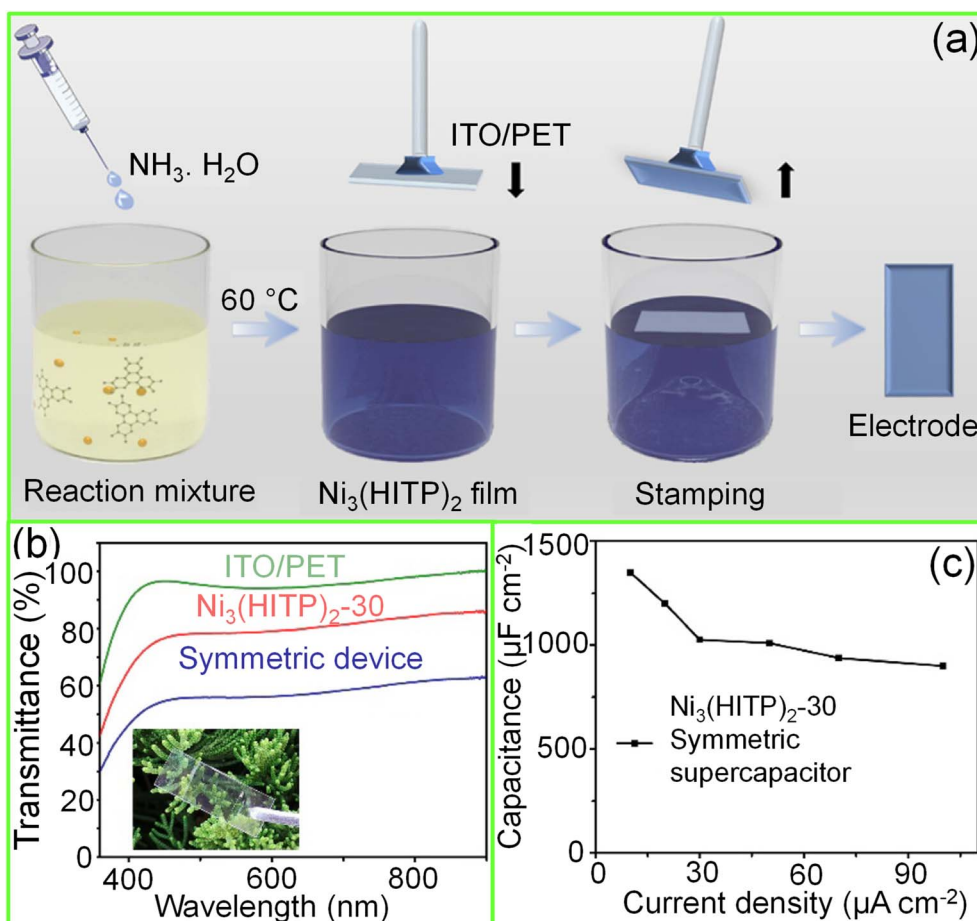 (a)
NH₃. H₂O
ITO/PET
60 °C
Electrode
Reaction mixture
Ni₃(HITP)₂ film
Stamping
(b)
Transmittance (%)
100
80
60
40
20
0
ITO/PET
Ni₃(HITP)₂-30
Symmetric device
400
600
800
Wavelength (nm)
(c)
Capacitance (µF cm⁻²)
1500
1000
500
0
Ni₃(HITP)₂-30
Symmetric
supercapacitor
0
30
60
90
Current density (µA cm⁻²)